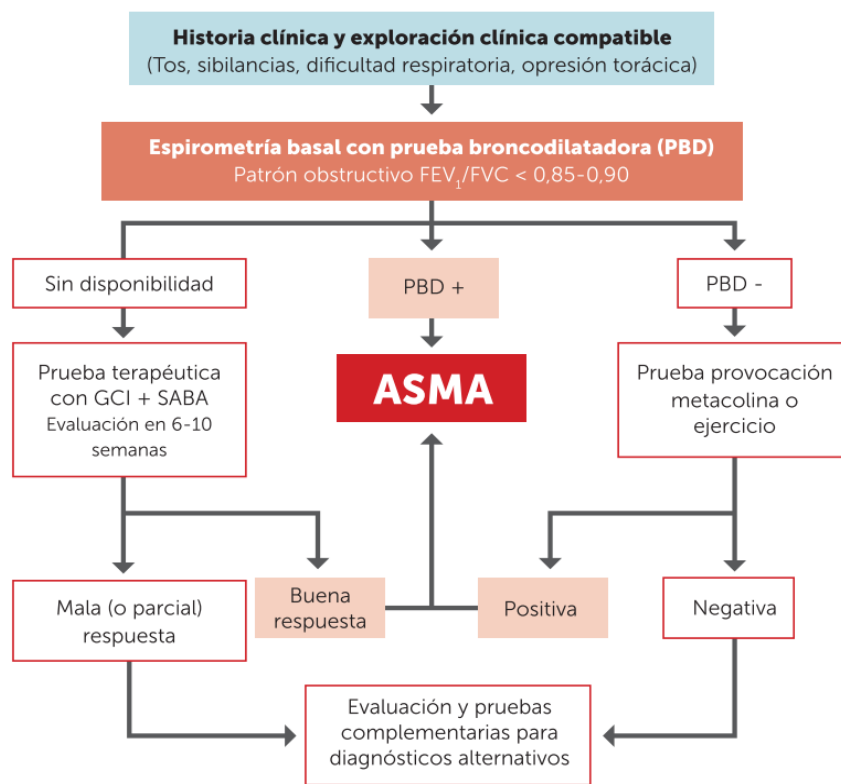 Historia clínica y exploración clínica compatible
(Tos, sibilancias, dificultad respiratoria, opresión torácica)
Espirometría basal con prueba broncodilatadora (PBD)
Patrón obstructivo FEV₁/FVC < 0,85-0,90
Sin disponibilidad
PBD +
PBD -
Prueba terapéutica
con GCI + SABA
Evaluación en 6-10
semanas
ASMA
Prueba provocación
metacolina o
ejercicio
Mala (o parcial)
respuesta
Buena
respuesta
Positiva
Negativa
Evaluación y pruebas
complementarias para
diagnósticos alternativos